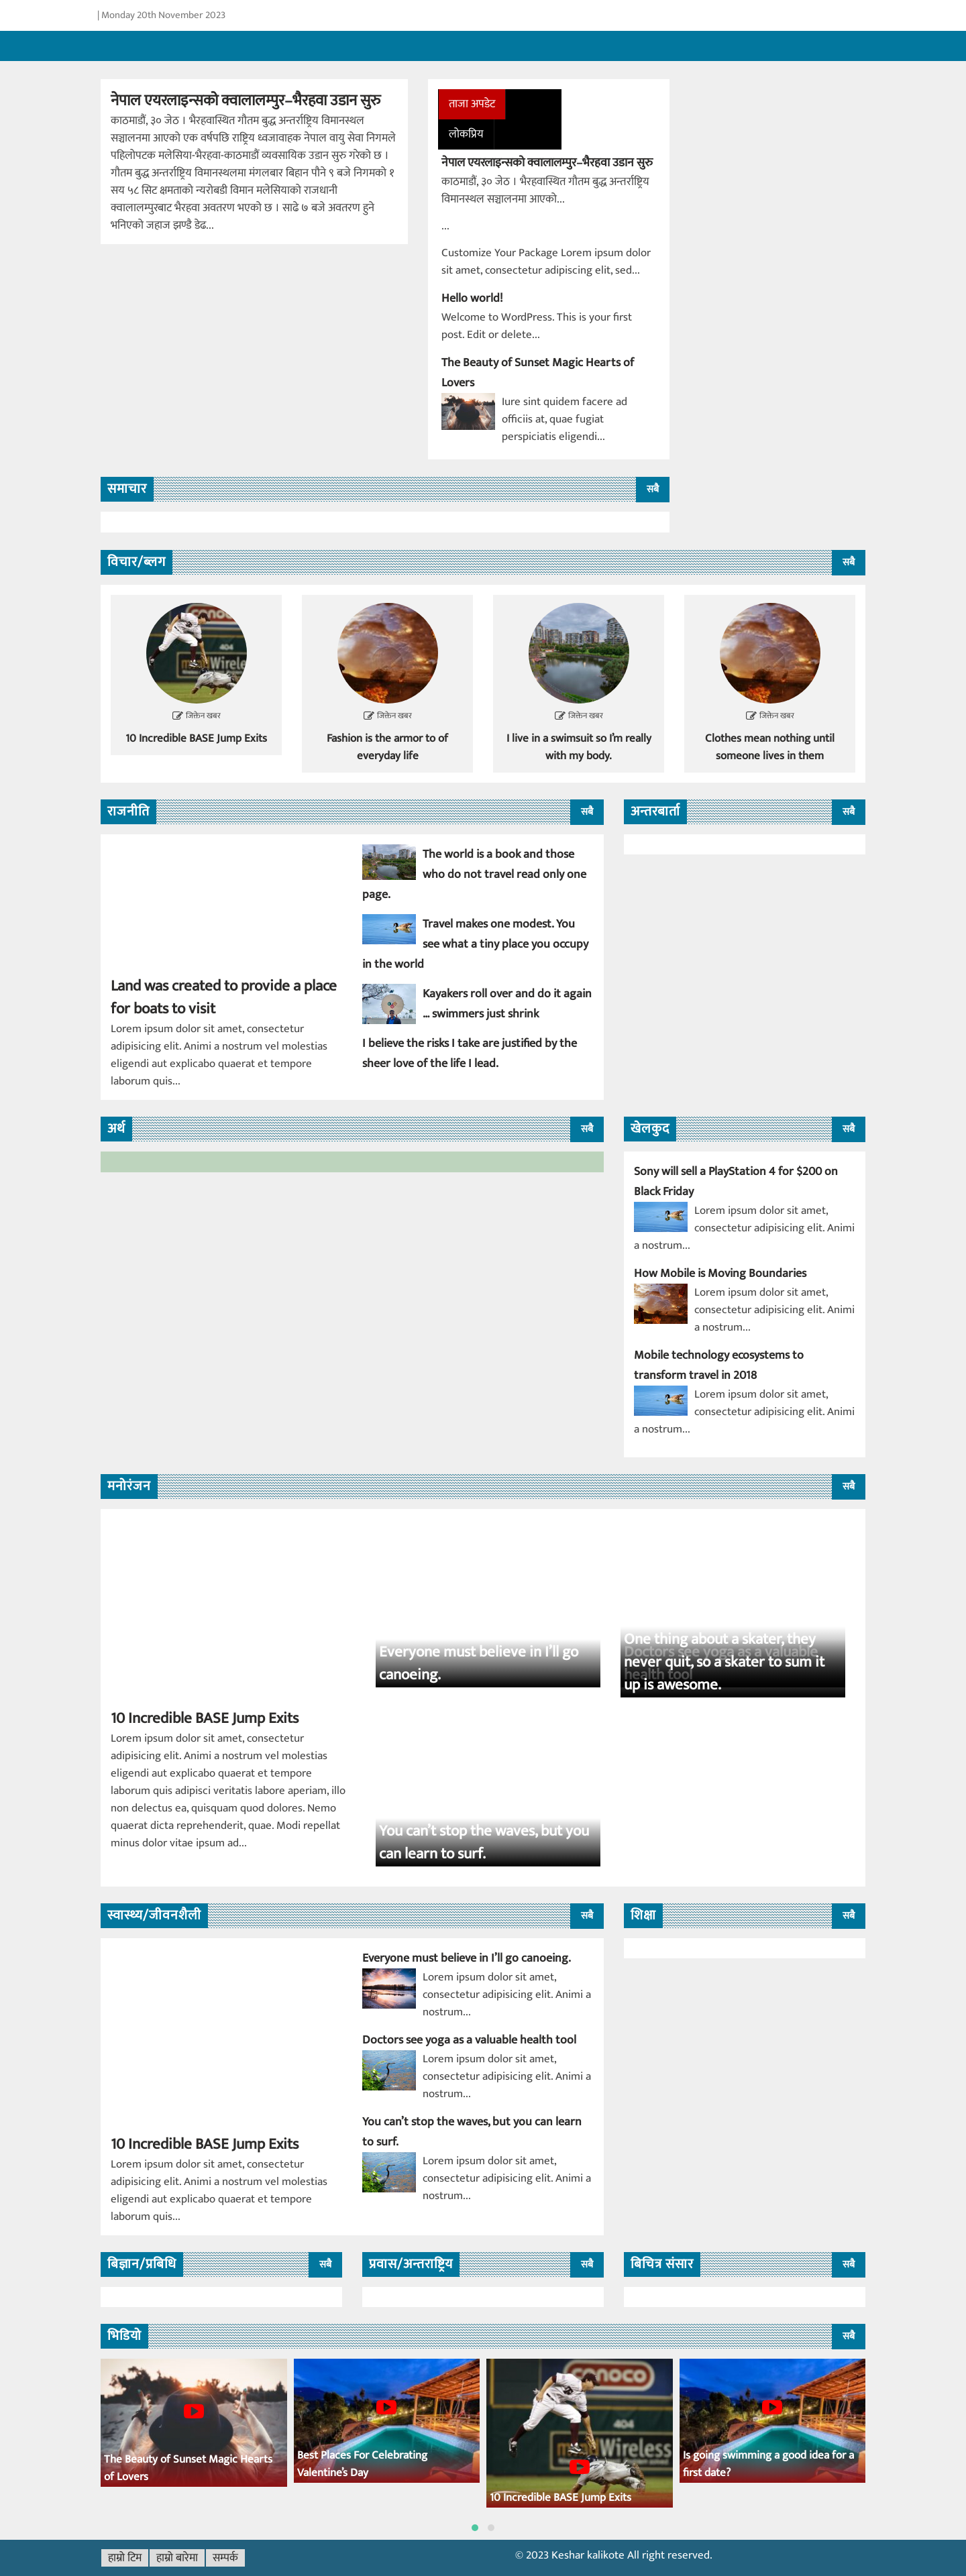 | Monday 20th November 2023
नेपाल एयरलाइन्सको क्वालालम्पुर–भैरहवा उडान सुरु
काठमाडौं, ३० जेठ । भैरहवास्थित गौतम बुद्ध अन्तर्राष्ट्रिय विमानस्थल
सञ्चालनमा आएको एक वर्षपछि राष्ट्रिय ध्वजावाहक नेपाल वायु सेवा निगमले
पहिलोपटक मलेसिया-भैरहवा-काठमाडौं व्यवसायिक उडान सुरु गरेको छ ।
गौतम बुद्ध अन्तर्राष्ट्रिय विमानस्थलमा मंगलबार बिहान पौने ९ बजे निगमको १
सय ५८ सिट क्षमताको न्यरोबडी विमान मलेसियाको राजधानी
क्वालालम्पुरबाट भैरहवा अवतरण भएको छ । साढे ७ बजे अवतरण हुने
भनिएको जहाज झण्डै डेढ...
ताजा अपडेट
लोकप्रिय
नेपाल एयरलाइन्सको क्वालालम्पुर–भैरहवा उडान सुरु
काठमाडौं, ३० जेठ । भैरहवास्थित गौतम बुद्ध अन्तर्राष्ट्रिय
विमानस्थल सञ्चालनमा आएको...
...
Customize Your Package Lorem ipsum dolor
sit amet, consectetur adipiscing elit, sed...
Hello world!
Welcome to WordPress. This is your first
post. Edit or delete...
The Beauty of Sunset Magic Hearts of
Lovers
Iure sint quidem facere ad
officiis at, quae fugiat
perspiciatis eligendi...
समाचार
सबै
विचार/ब्लग
सबै
conoco
404
Wireless
जिक्तेन खबर
10 Incredible BASE Jump Exits
जिक्तेन खबर
Fashion is the armor to of
everyday life
जिक्तेन खबर
I live in a swimsuit so I’m really
with my body.
जिक्तेन खबर
Clothes mean nothing until
someone lives in them
राजनीति
सबै
Land was created to provide a place
for boats to visit
Lorem ipsum dolor sit amet, consectetur
adipisicing elit. Animi a nostrum vel molestias
eligendi aut explicabo quaerat et tempore
laborum quis...
The world is a book and those
who do not travel read only one
page.
Travel makes one modest. You
see what a tiny place you occupy
in the world
Kayakers roll over and do it again
... swimmers just shrink
I believe the risks I take are justified by the
sheer love of the life I lead.
अन्तरबार्ता
सबै
अर्थ
सबै
खेलकुद
सबै
Sony will sell a PlayStation 4 for $200 on
Black Friday
Lorem ipsum dolor sit amet,
consectetur adipisicing elit. Animi
a nostrum...
How Mobile is Moving Boundaries
Lorem ipsum dolor sit amet,
consectetur adipisicing elit. Animi
a nostrum...
Mobile technology ecosystems to
transform travel in 2018
Lorem ipsum dolor sit amet,
consectetur adipisicing elit. Animi
a nostrum...
मनोरंजन
सबै
10 Incredible BASE Jump Exits
Lorem ipsum dolor sit amet, consectetur
adipisicing elit. Animi a nostrum vel molestias
eligendi aut explicabo quaerat et tempore
laborum quis adipisci veritatis labore aperiam, illo
non delectus ea, quisquam quod dolores. Nemo
quaerat dicta reprehenderit, quae. Modi repellat
minus dolor vitae ipsum ad...
Everyone must believe in I’ll go
canoeing.
Doctors see yoga as a valuable
health tool
One thing about a skater, they
never quit, so a skater to sum it
up is awesome.
You can’t stop the waves, but you
can learn to surf.
स्वास्थ्य/जीवनशैली
सबै
10 Incredible BASE Jump Exits
Lorem ipsum dolor sit amet, consectetur
adipisicing elit. Animi a nostrum vel molestias
eligendi aut explicabo quaerat et tempore
laborum quis...
Everyone must believe in I’ll go canoeing.
Lorem ipsum dolor sit amet,
consectetur adipisicing elit. Animi a
nostrum...
Doctors see yoga as a valuable health tool
Lorem ipsum dolor sit amet,
consectetur adipisicing elit. Animi a
nostrum...
You can’t stop the waves, but you can learn
to surf.
Lorem ipsum dolor sit amet,
consectetur adipisicing elit. Animi a
nostrum...
शिक्षा
सबै
बिज्ञान/प्रबिधि
सबै
प्रवास/अन्तराष्ट्रिय
सबै
बिचित्र संसार
सबै
भिडियो
सबै
The Beauty of Sunset Magic Hearts
of Lovers
Best Places For Celebrating
Valentine’s Day
conoco
404
Wireless
10 Incredible BASE Jump Exits
Is going swimming a good idea for a
first date?
हाम्रो टिम
हाम्रो बारेमा
सम्पर्क
© 2023 Keshar kalikote All right reserved.